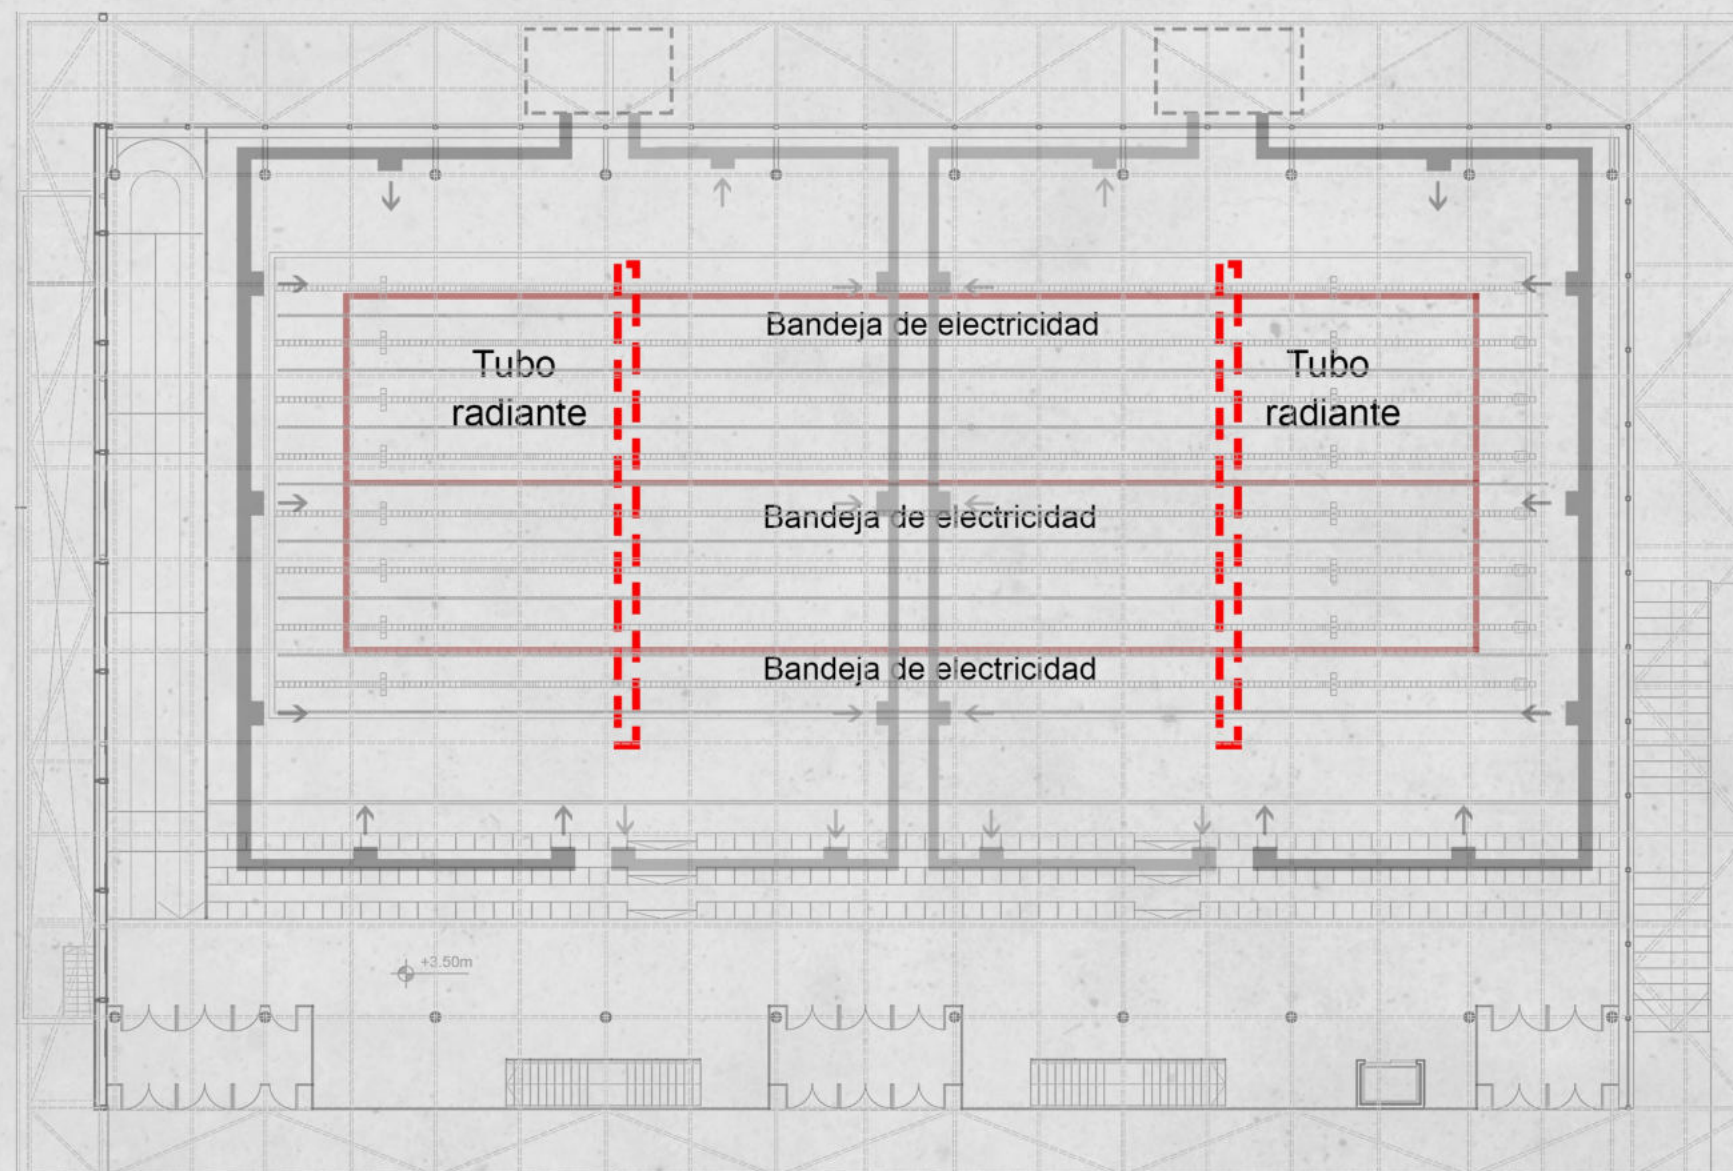 Bandeja de electricidad
Tubo
radiante
Tubo
radiante
Bandeja de electricidad
Bandeja de electricidad
+3.50m